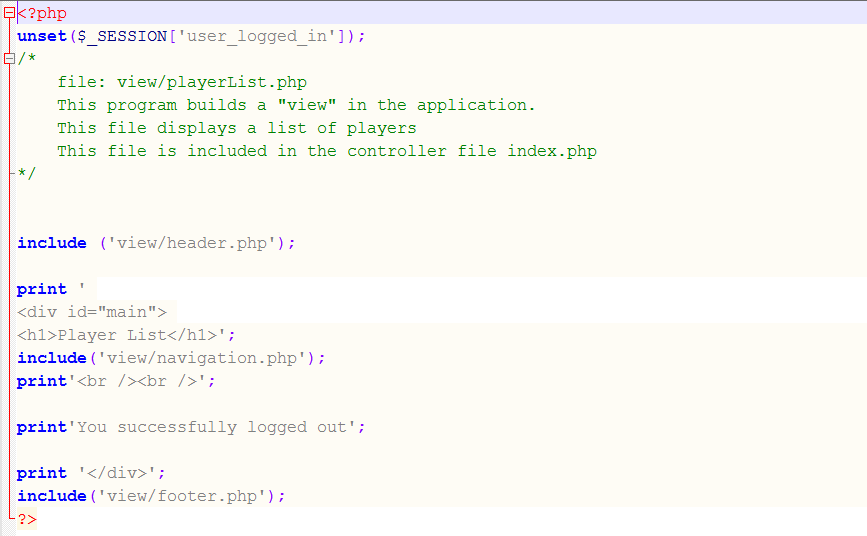 <?php
unset($_SESSION['user_logged_in']);
/*
    file: view/playerList.php
    This program builds a "view" in the application.
    This file displays a list of players
    This file is included in the controller file index.php
*/
include ('view/header.php');
print '
<div id="main">
<h1>Player List</h1>';
include('view/navigation.php');
print'<br /><br />';
print'You successfully logged out';
print '</div>';
include('view/footer.php');
?>